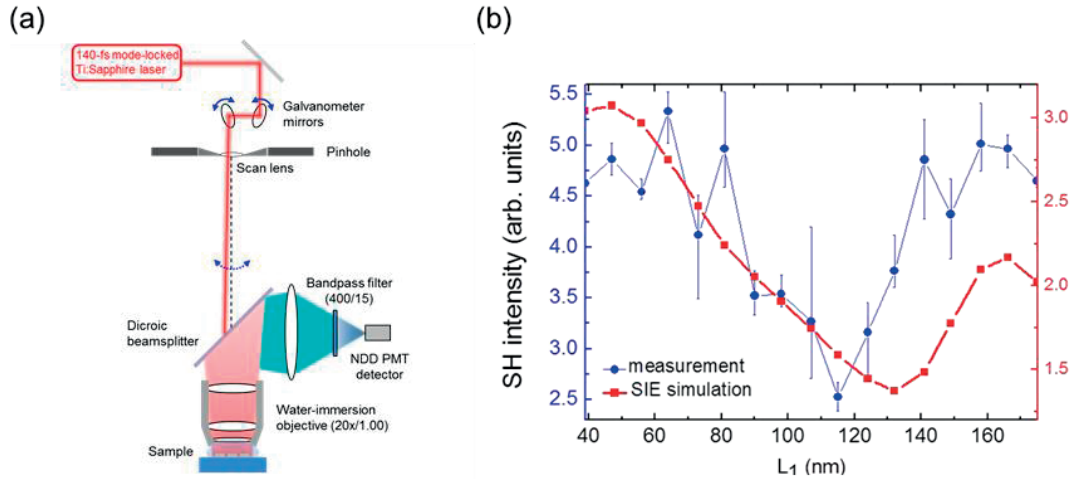 (a)
140-fs mode-locked
Ti:Sapphire laser
Galvanometer
mirrors
Pinhole
Scan lens
Bandpass filter
(400/15)
Dicroic
beamsplitter
NDD PMT
detector
Water-immersion
objective (20x/1.00)
Sample
(b)
SH intensity (arb. units)
5.5
5.0
4.5
4.0
3.5
3.0
2.5
3.0
2.5
2.0
1.5
measurement
SIE simulation
40 60 80 100 120 140 160
L1 (nm)